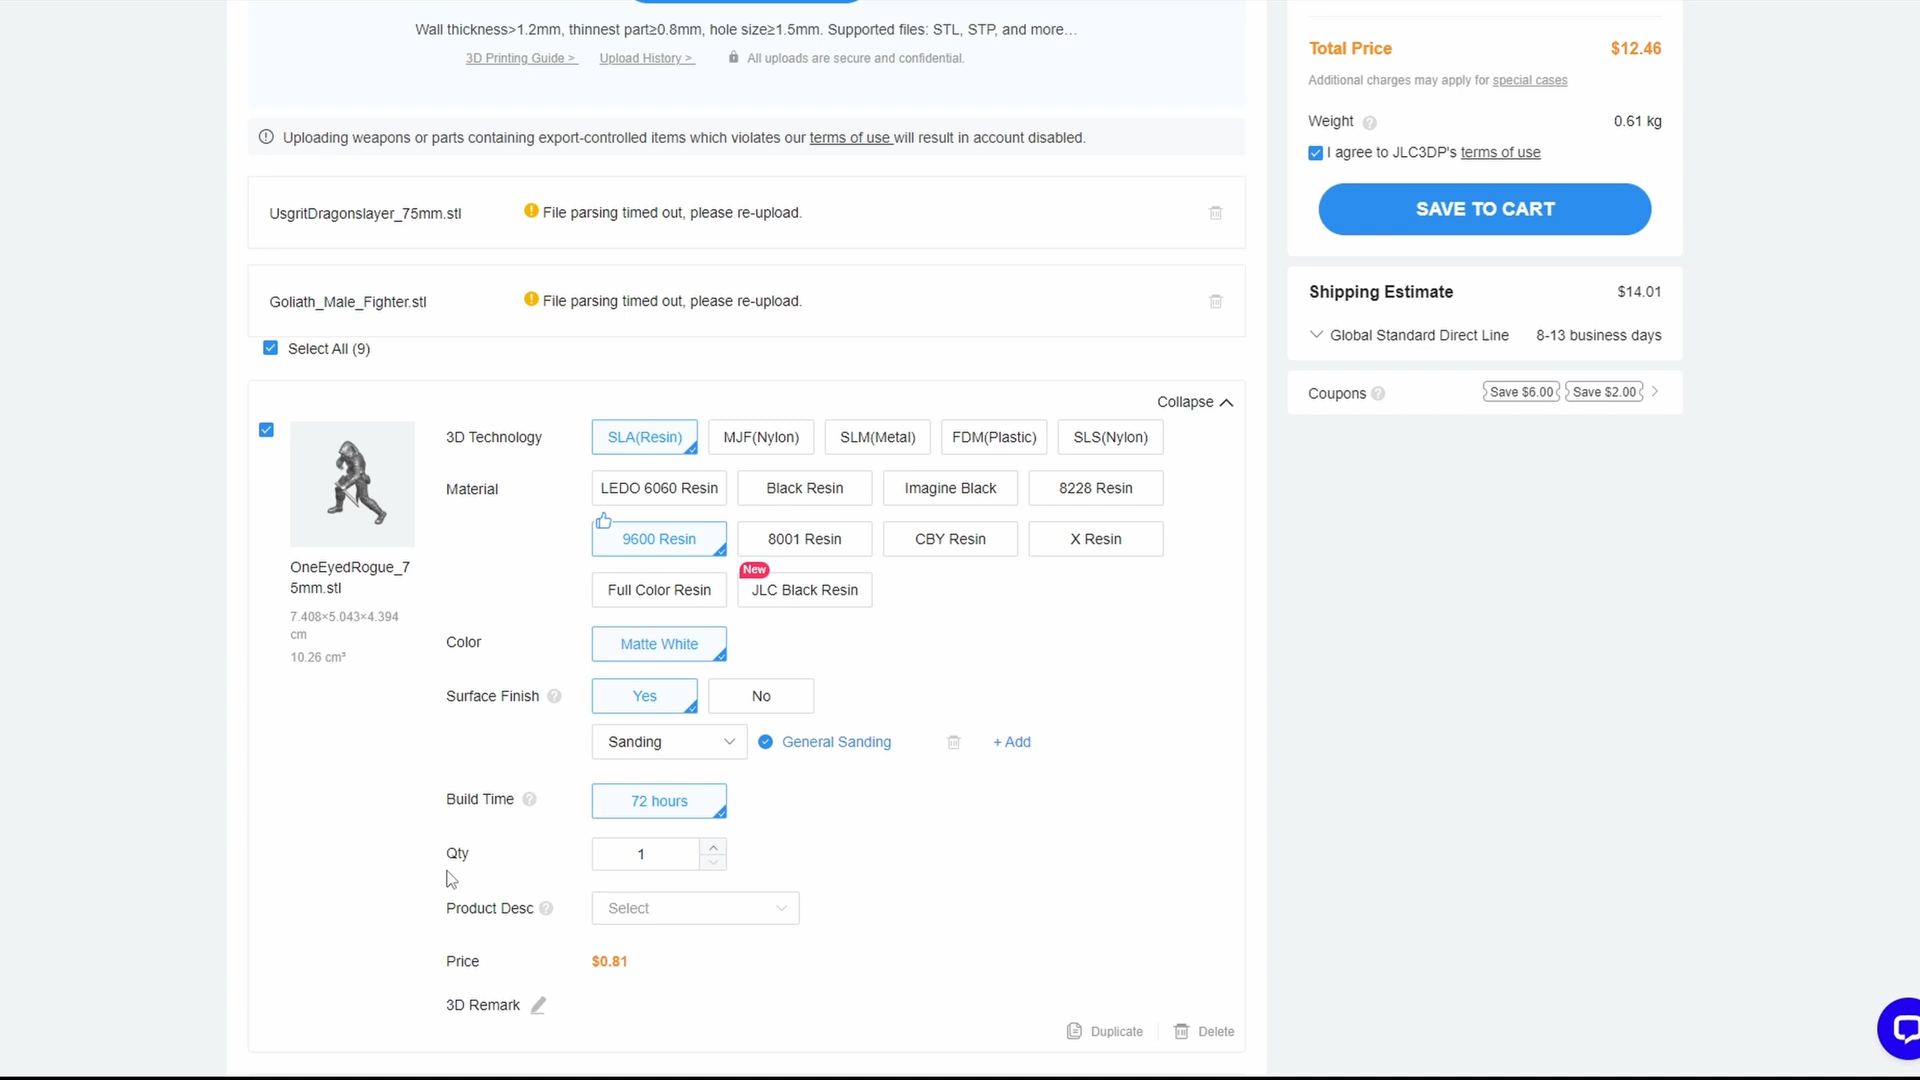 Wall thickness>1.2mm, thinnest part≥0.8mm, hole size≥1.5mm. Supported files: STL, STP, and more…
3D Printing Guide > Upload History > All uploads are secure and confidential.
Uploading weapons or parts containing export-controlled items which violates our terms of use will result in account disabled.
UsgritDragonslayer_75mm.stl File parsing timed out, please re-upload.
Goliath_Male_Fighter.stl File parsing timed out, please re-upload.
Select All (9)
Collapse
OneEyedRogue_7
5mm.stl
7.408×5.043×4.394
cm
10.26 cm³
3D Technology SLA(Resin) MJF(Nylon) SLM(Metal) FDM(Plastic) SLS(Nylon)
Material LEDO 6060 Resin Black Resin Imagine Black 8228 Resin
9600 Resin 8001 Resin CBY Resin X Resin
New
Full Color Resin JLC Black Resin
Color Matte White
Surface Finish Yes No
Sanding General Sanding + Add
Build Time 72 hours
Qty 1
Product Desc Select
Price $0.81
3D Remark
Duplicate Delete
Total Price $12.46
Additional charges may apply for special cases
Weight 0.61 kg
I agree to JLC3DP's terms of use
SAVE TO CART
Shipping Estimate $14.01
Global Standard Direct Line 8-13 business days
Coupons Save $6.00 Save $2.00